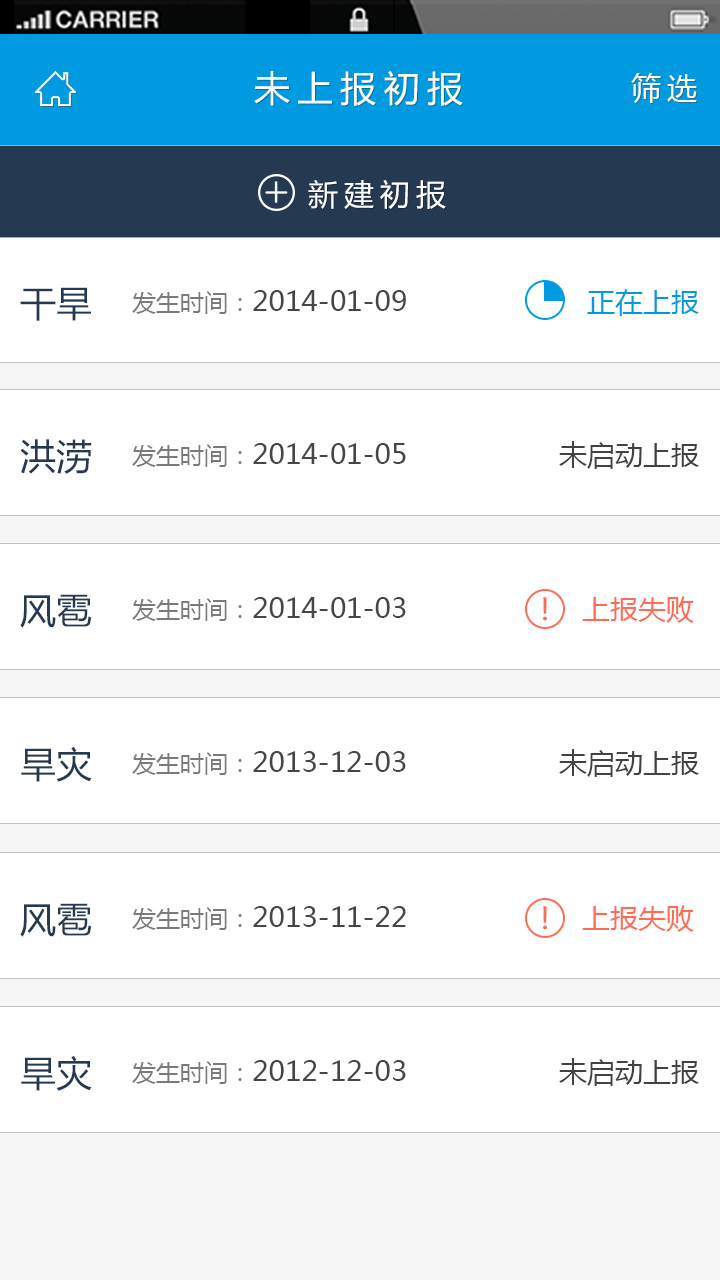 CARRIER
未上报初报 筛选
新建初报
干旱 发生时间：2014-01-09 正在上报
洪涝 发生时间：2014-01-05 未启动上报
风雹 发生时间：2014-01-03 上报失败
旱灾 发生时间：2013-12-03 未启动上报
风雹 发生时间：2013-11-22 上报失败
旱灾 发生时间：2012-12-03 未启动上报